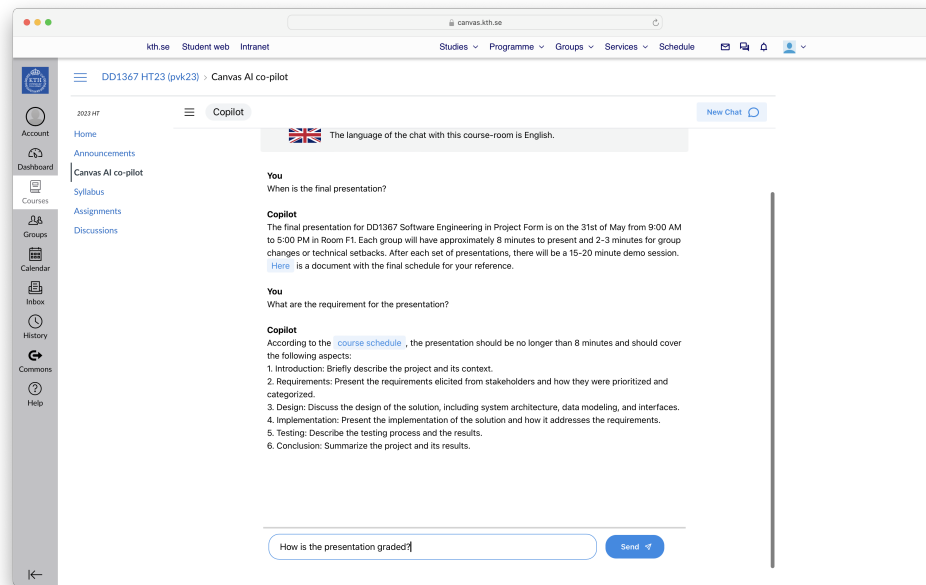 canvas.kth.se
kth.se Student web Intranet Studies Programme Groups Services Schedule
KTH
DD1367 HT23 (pvk23) › Canvas AI co-pilot
Account
Dashboard
Courses
Groups
Calendar
Inbox
History
Commons
Help
2023 HT
Home
Announcements
Canvas AI co-pilot
Syllabus
Assignments
Discussions
Copilot
New Chat
The language of the chat with this course-room is English.
You
When is the final presentation?
Copilot
The final presentation for DD1367 Software Engineering in Project Form is on the 31st of May from 9:00 AM
to 5:00 PM in Room F1. Each group will have approximately 8 minutes to present and 2-3 minutes for group
changes or technical setbacks. After each set of presentations, there will be a 15-20 minute demo session.
Here is a document with the final schedule for your reference.
You
What are the requirement for the presentation?
Copilot
According to the course schedule , the presentation should be no longer than 8 minutes and should cover
the following aspects:
1. Introduction: Briefly describe the project and its context.
2. Requirements: Present the requirements elicited from stakeholders and how they were prioritized and
categorized.
3. Design: Discuss the design of the solution, including system architecture, data modeling, and interfaces.
4. Implementation: Present the implementation of the solution and how it addresses the requirements.
5. Testing: Describe the testing process and the results.
6. Conclusion: Summarize the project and its results.
How is the presentation graded?
Send